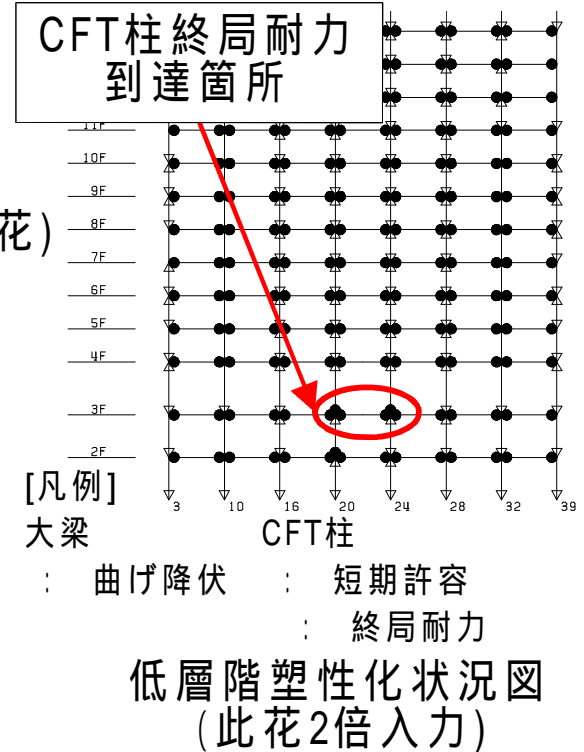 CFT柱終局耐力
到達箇所
11F
10F
9F
花)
8F
7F
6F
5F
4F
3F
2F
3 10 16 20 24 28 32 39
[凡例]
大梁 CFT柱
: 曲げ降伏 : 短期許容
: 終局耐力
低層階塑性化状況図
(此花2倍入力)